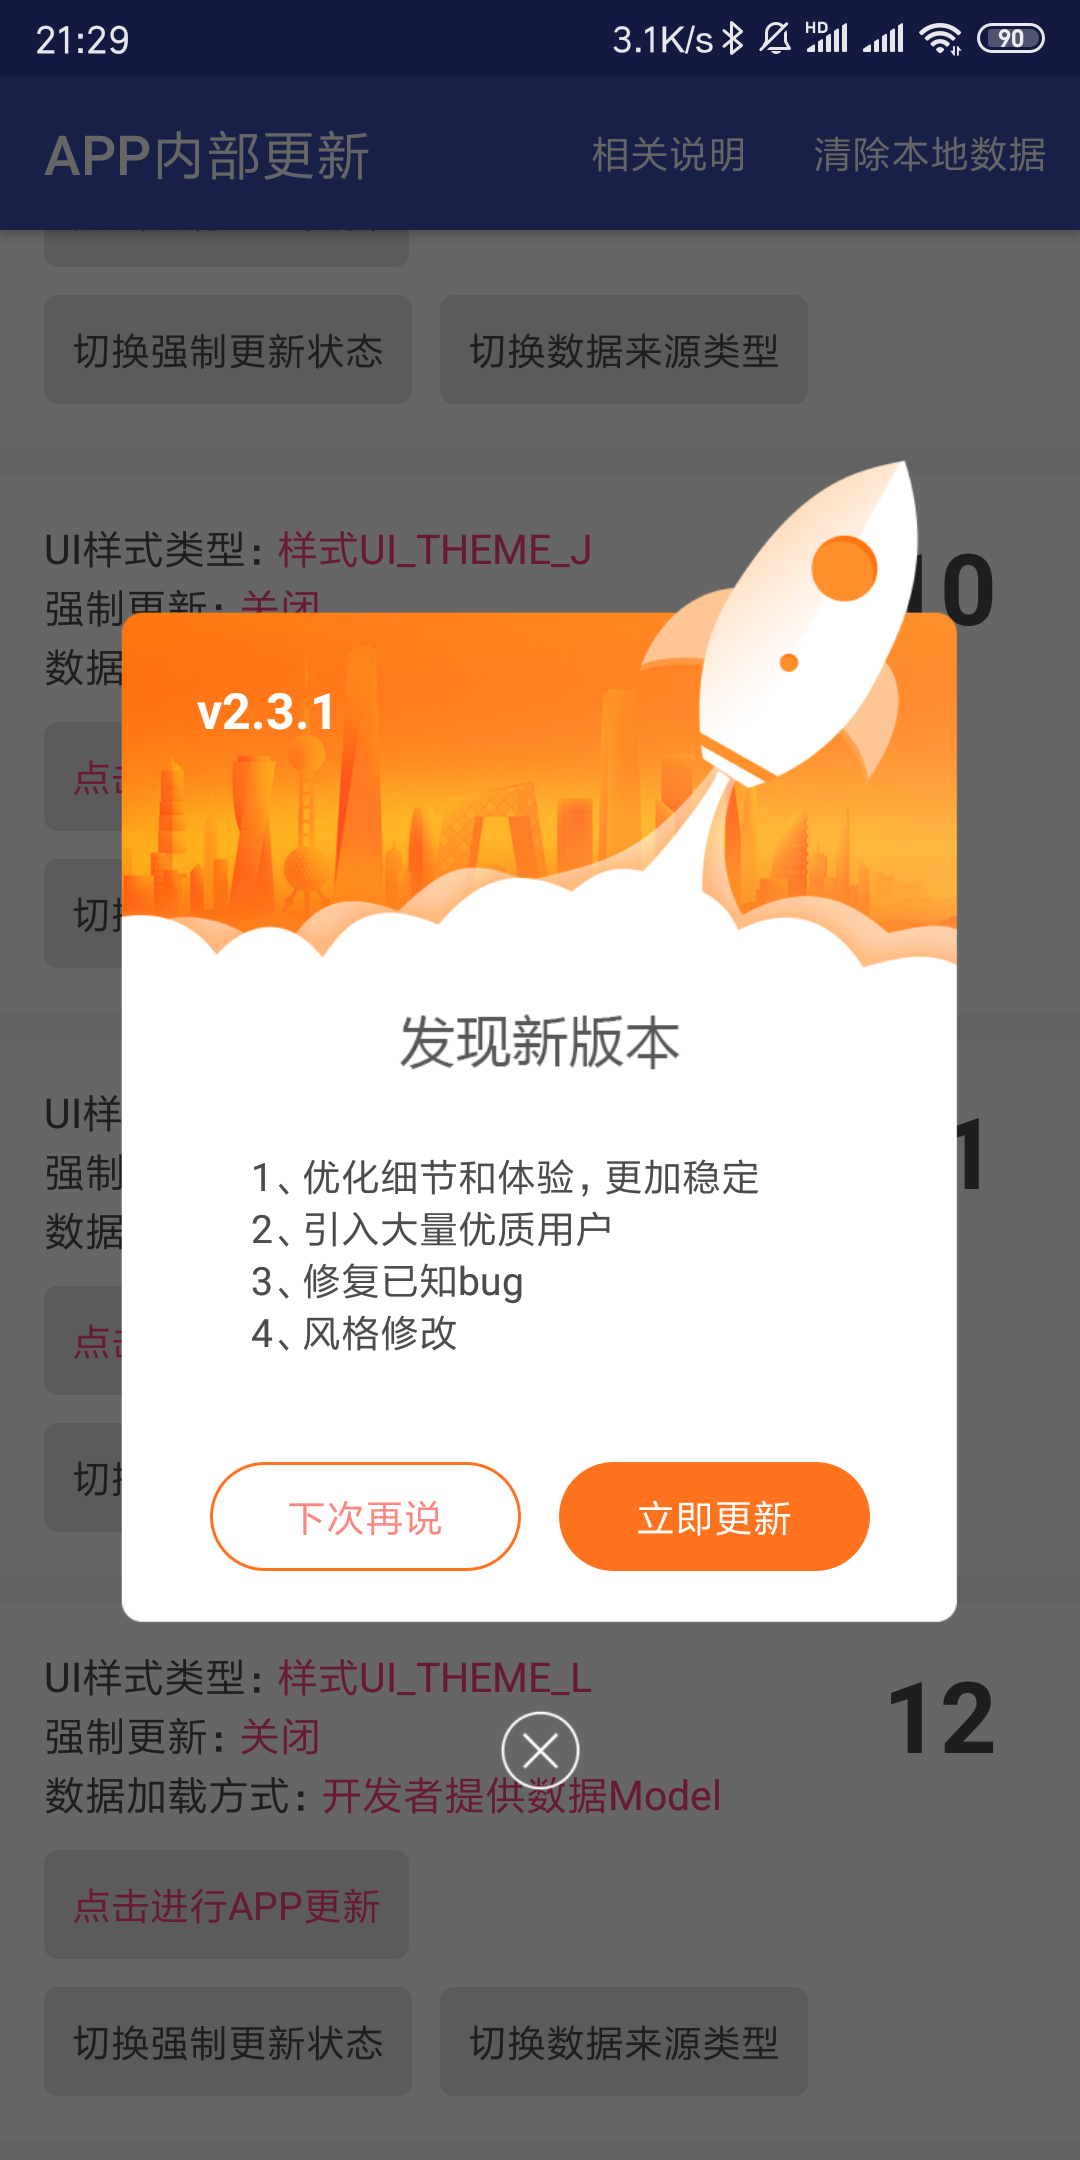 21:29
3.1K/s HD 90
APP内部更新 相关说明 清除本地数据
切换强制更新状态 切换数据来源类型
UI样式类型：样式UI_THEME_J
10
强制更新：关闭
数据
点
切
v2.3.1
发现新版本
UI样
强制
数据
点
切
1、优化细节和体验，更加稳定
2、引入大量优质用户
3、修复已知bug
4、风格修改
下次再说 立即更新
UI样式类型：样式UI_THEME_L
12
强制更新：关闭
数据加载方式：开发者提供数据Model
点击进行APP更新
切换强制更新状态 切换数据来源类型